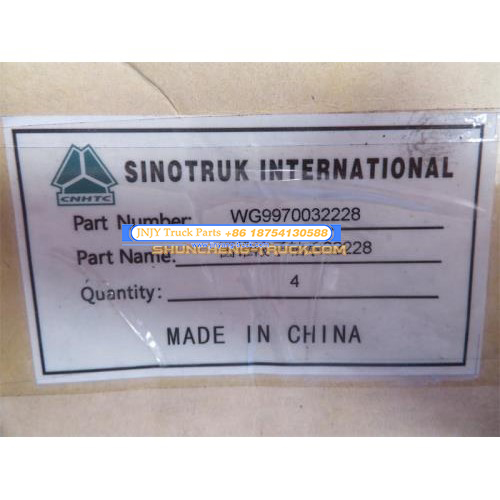 SINOTRUK INTERNATIONAL
CNHTC
Part Number: WG9970032228
JNJY Truck Parts +86 18754130588
SHUNCHENGTRUCK.COM
Part Name:
Quantity: 4
MADE IN CHINA